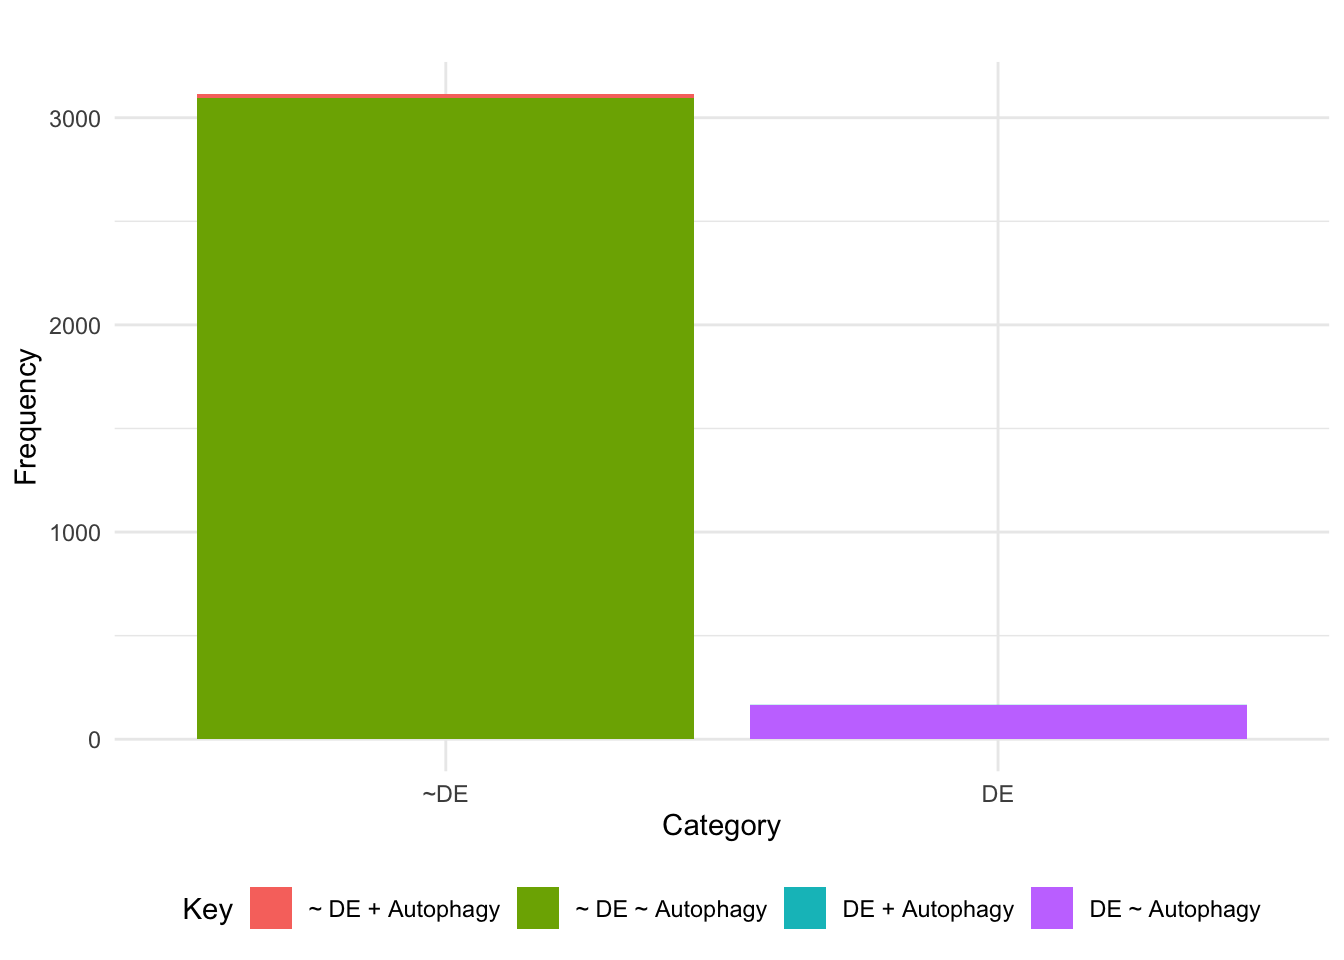 Frequency
3000
2000
1000
0
~DE DE
Category
Key ~ DE + Autophagy ~ DE ~ Autophagy DE + Autophagy DE ~ Autophagy